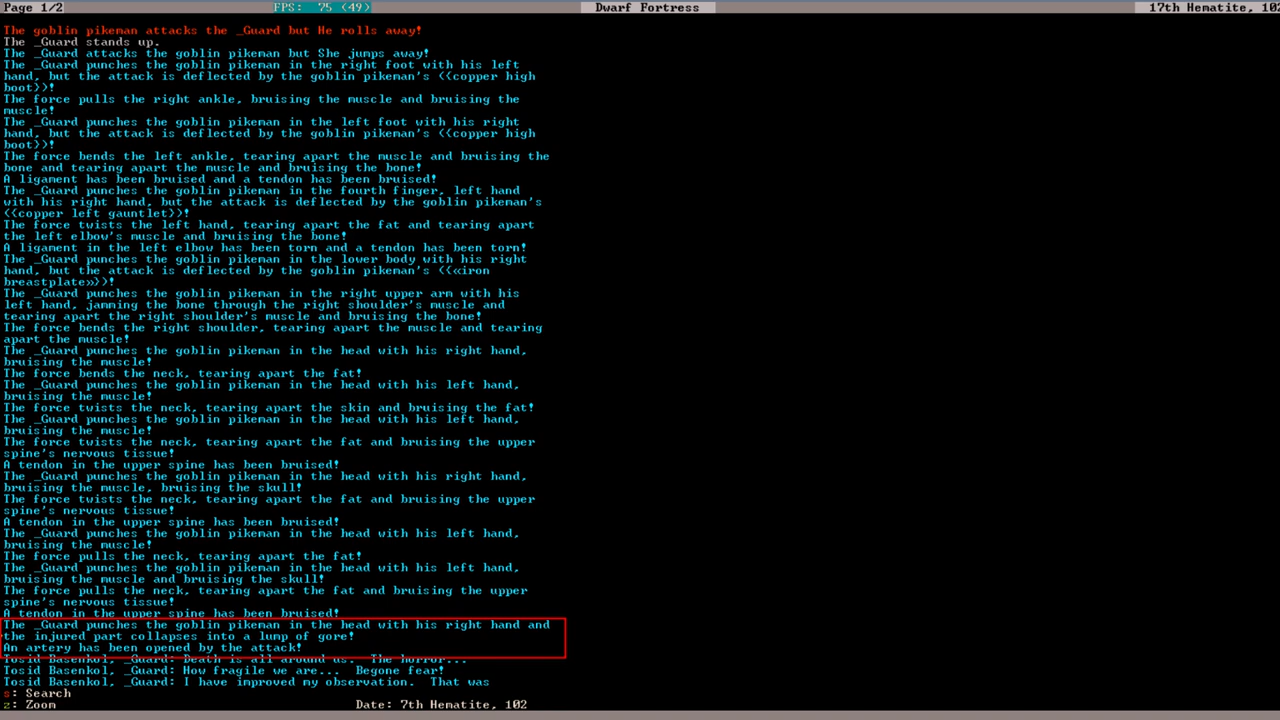 Page 1/2 FPS: 75 (49) Dwarf Fortress 17th Hematite, 102
The goblin pikeman attacks the _Guard but He rolls away!
The _Guard stands up.
The _Guard attacks the goblin pikeman but She jumps away!
The _Guard punches the goblin pikeman in the right foot with his left
hand, but the attack is deflected by the goblin pikeman's ((copper high
boot))!
The force pulls the right ankle, bruising the muscle and bruising the
muscle!
The _Guard punches the goblin pikeman in the left foot with his right
hand, but the attack is deflected by the goblin pikeman's ((copper high
boot))!
The force bends the left ankle, tearing apart the muscle and bruising the
bone and tearing apart the muscle and bruising the bone!
A ligament has been bruised and a tendon has been bruised!
The _Guard punches the goblin pikeman in the fourth finger, left hand
with his right hand, but the attack is deflected by the goblin pikeman's
((copper left gauntlet))!
The force twists the left hand, tearing apart the fat and tearing apart
the left elbow's muscle and bruising the bone!
A ligament in the left elbow has been torn and a tendon has been torn!
The _Guard punches the goblin pikeman in the lower body with his right
hand, but the attack is deflected by the goblin pikeman's ((«iron
breastplate»))!
The _Guard punches the goblin pikeman in the right upper arm with his
left hand, jamming the bone through the right shoulder's muscle and
tearing apart the right shoulder's muscle and bruising the bone!
The force bends the right shoulder, tearing apart the muscle and tearing
apart the muscle!
The _Guard punches the goblin pikeman in the head with his right hand,
bruising the muscle!
The force bends the neck, tearing apart the fat!
The _Guard punches the goblin pikeman in the head with his left hand,
bruising the muscle!
The force twists the neck, tearing apart the skin and bruising the fat!
The _Guard punches the goblin pikeman in the head with his left hand,
bruising the muscle!
The force twists the neck, tearing apart the fat and bruising the upper
spine's nervous tissue!
A tendon in the upper spine has been bruised!
The _Guard punches the goblin pikeman in the head with his right hand,
bruising the muscle, bruising the skull!
The force twists the neck, tearing apart the fat and bruising the upper
spine's nervous tissue!
A tendon in the upper spine has been bruised!
The _Guard punches the goblin pikeman in the head with his left hand,
bruising the muscle!
The force pulls the neck, tearing apart the fat!
The _Guard punches the goblin pikeman in the head with his left hand,
bruising the muscle and bruising the skull!
The force pulls the neck, tearing apart the fat and bruising the upper
spine's nervous tissue!
A tendon in the upper spine has been bruised!
The _Guard punches the goblin pikeman in the head with his right hand and
the injured part collapses into a lump of gore!
An artery has been opened by the attack!
Tosid Basenkol, _Guard: Death is all around us. The horror...
Tosid Basenkol, _Guard: How fragile we are... Begone fear!
Tosid Basenkol, _Guard: I have improved my observation. That was
s: Search
z: Zoom Date: 7th Hematite, 102